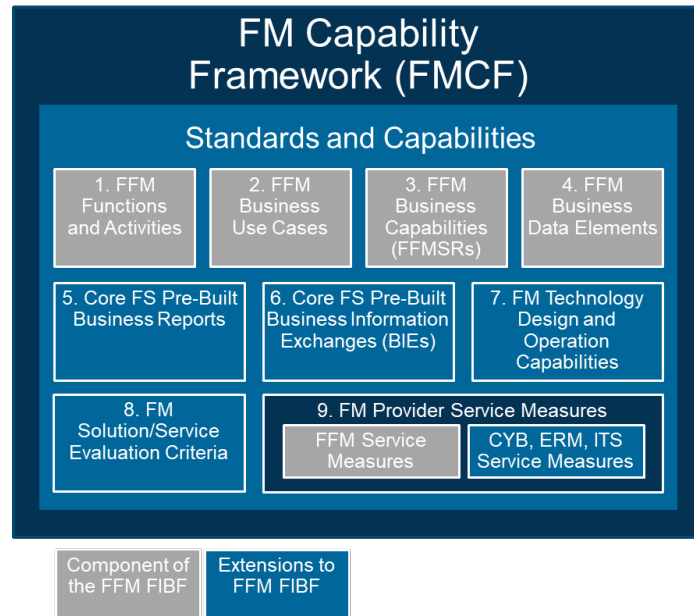 FM Capability
Framework (FMCF)
Standards and Capabilities
1. FFM
Functions
and Activities
2. FFM
Business
Use Cases
3. FFM
Business
Capabilities
(FFMSRs)
4. FFM
Business
Data Elements
5. Core FS Pre-Built
Business Reports
6. Core FS Pre-Built
Business Information
Exchanges (BIEs)
7. FM Technology
Design and
Operation
Capabilities
8. FM
Solution/Service
Evaluation Criteria
9. FM Provider Service Measures
FFM Service
Measures
CYB, ERM, ITS
Service Measures
Component of
the FFM FIBF
Extensions to
FFM FIBF